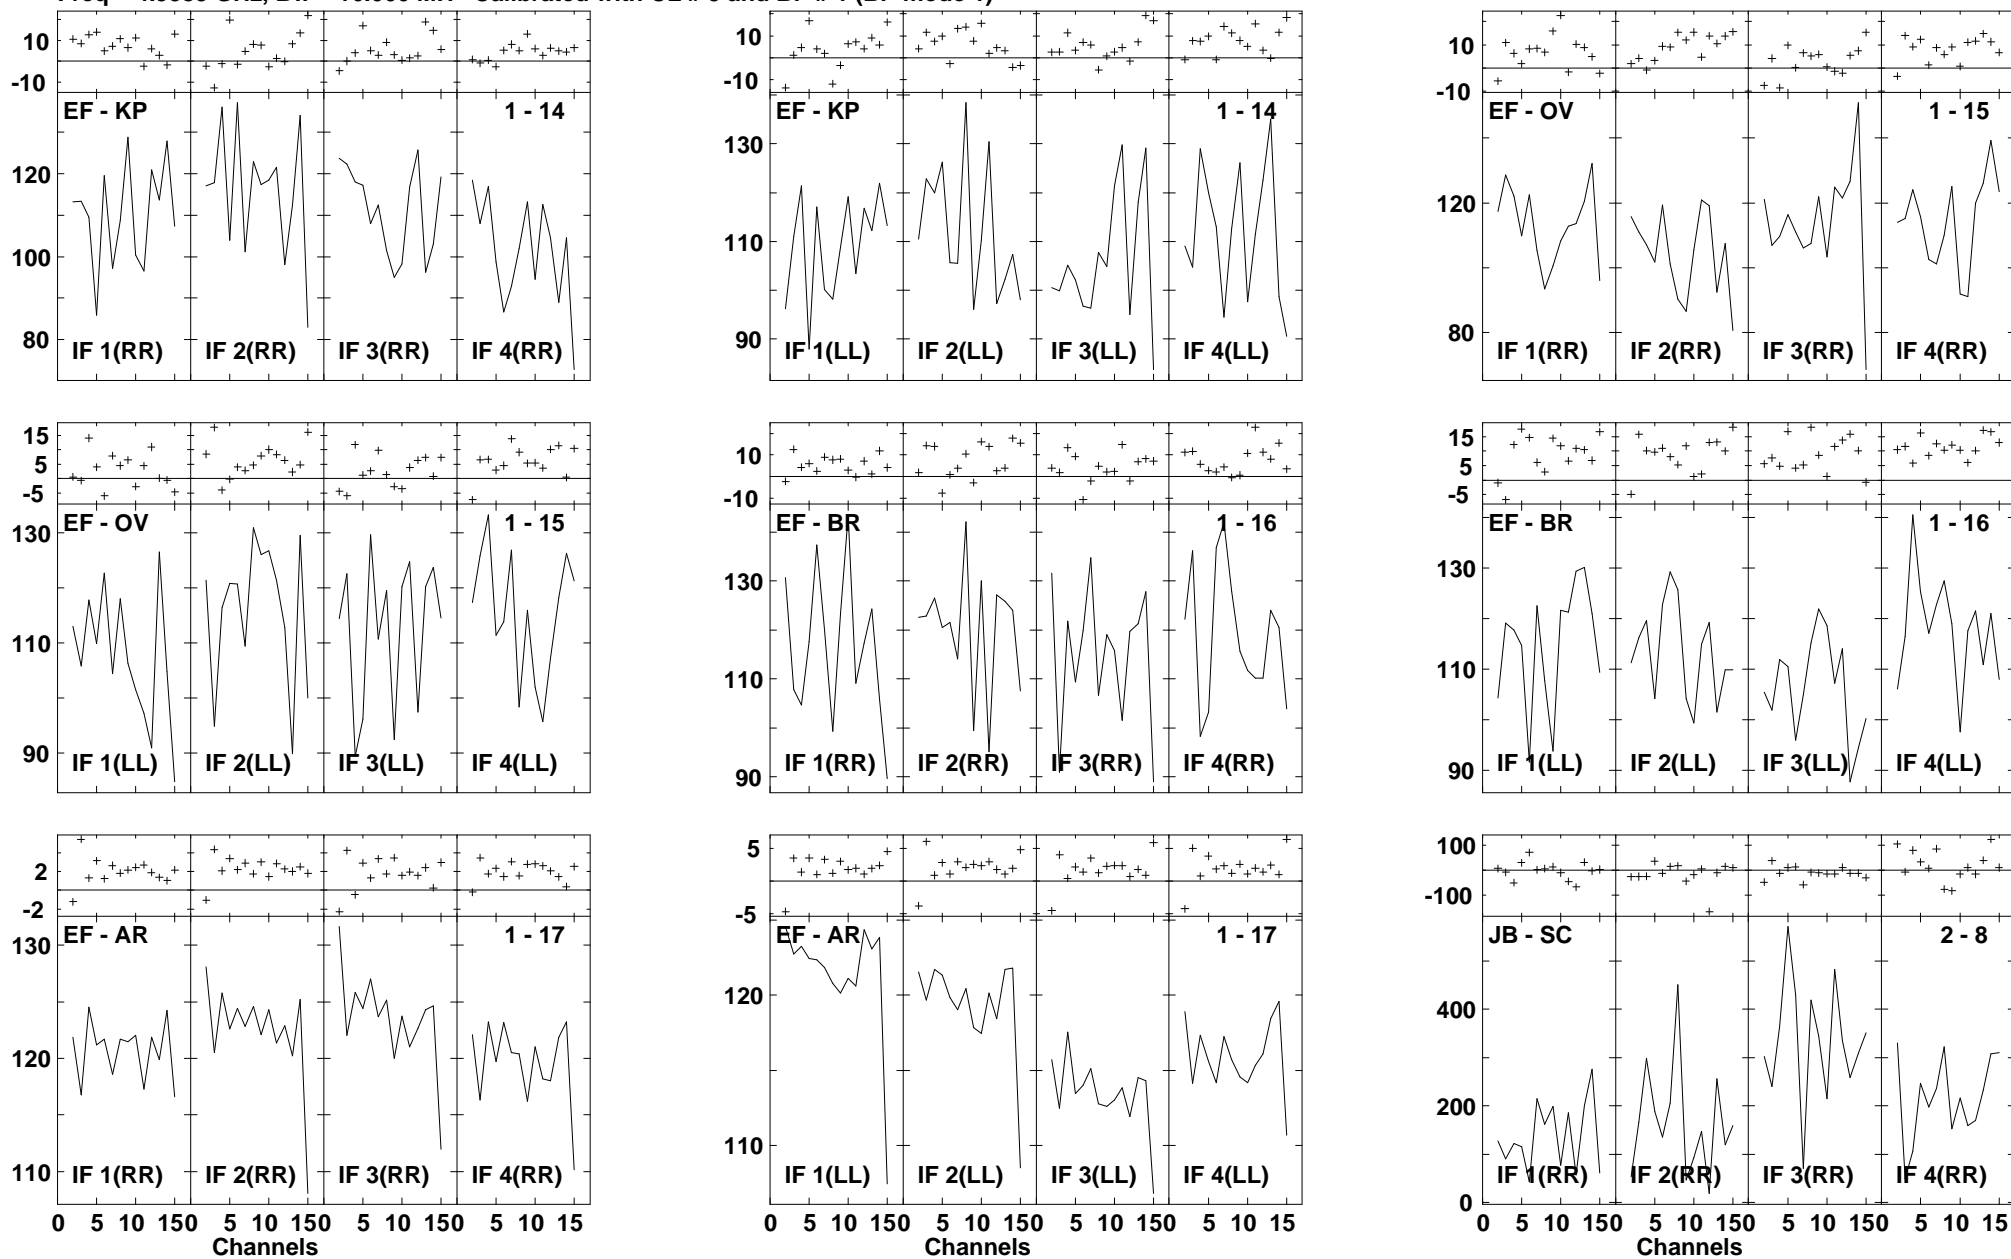 10
-10
EF - KP
1 - 14
120
100
80
IF 1(RR) IF 2(RR) IF 3(RR) IF 4(RR)
10
-10
EF - KP
1 - 14
130
110
90
IF 1(LL) IF 2(LL) IF 3(LL) IF 4(LL)
10
-10
EF - OV
1 - 15
120
80
IF 1(RR) IF 2(RR) IF 3(RR) IF 4(RR)
15
5
-5
EF - OV
1 - 15
130
110
90
IF 1(LL) IF 2(LL) IF 3(LL) IF 4(LL)
10
-10
EF - BR
1 - 16
130
110
90
IF 1(RR) IF 2(RR) IF 3(RR) IF 4(RR)
15
5
-5
EF - BR
1 - 16
130
110
90
IF 1(LL) IF 2(LL) IF 3(LL) IF 4(LL)
2
-2
EF - AR
1 - 17
130
120
110
IF 1(RR) IF 2(RR) IF 3(RR) IF 4(RR)
0 5 10 150 5 10 150 5 10 150 5 10 15
Channels
5
-5
EF - AR
1 - 17
120
110
IF 1(LL) IF 2(LL) IF 3(LL) IF 4(LL)
0 5 10 150 5 10 150 5 10 150 5 10 15
Channels
100
-100
JB - SC
2 - 8
400
200
0
IF 1(RR) IF 2(RR) IF 3(RR) IF 4(RR)
0 5 10 150 5 10 150 5 10 150 5 10 15
Channels